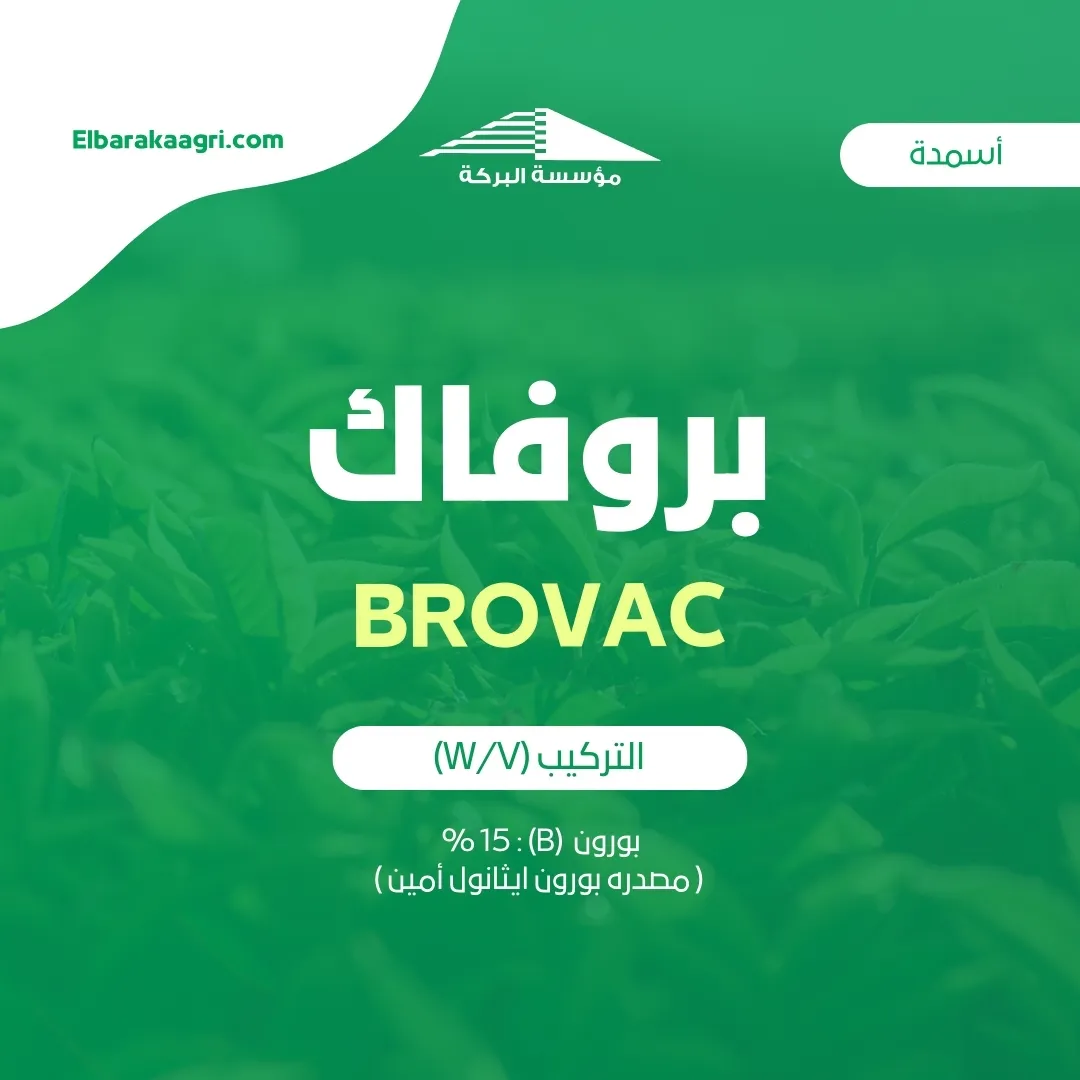 Elbarakaagri.com
مؤسسة البركة
أسمدة
بروفاك
BROVAC
التركيب (W/V)
بورون (B) : 15 %
( مصدره بورون ايثانول أمين )